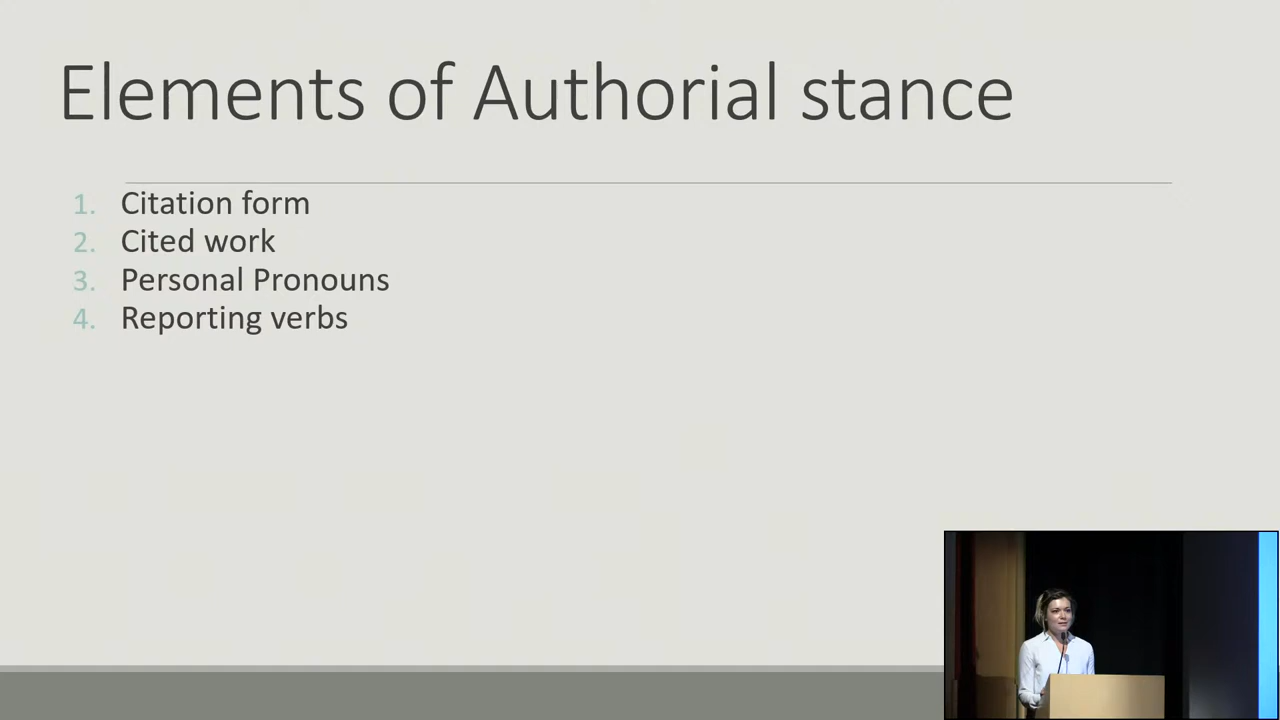 Elements of Authorial stance
1. Citation form
2. Cited work
3. Personal Pronouns
4. Reporting verbs